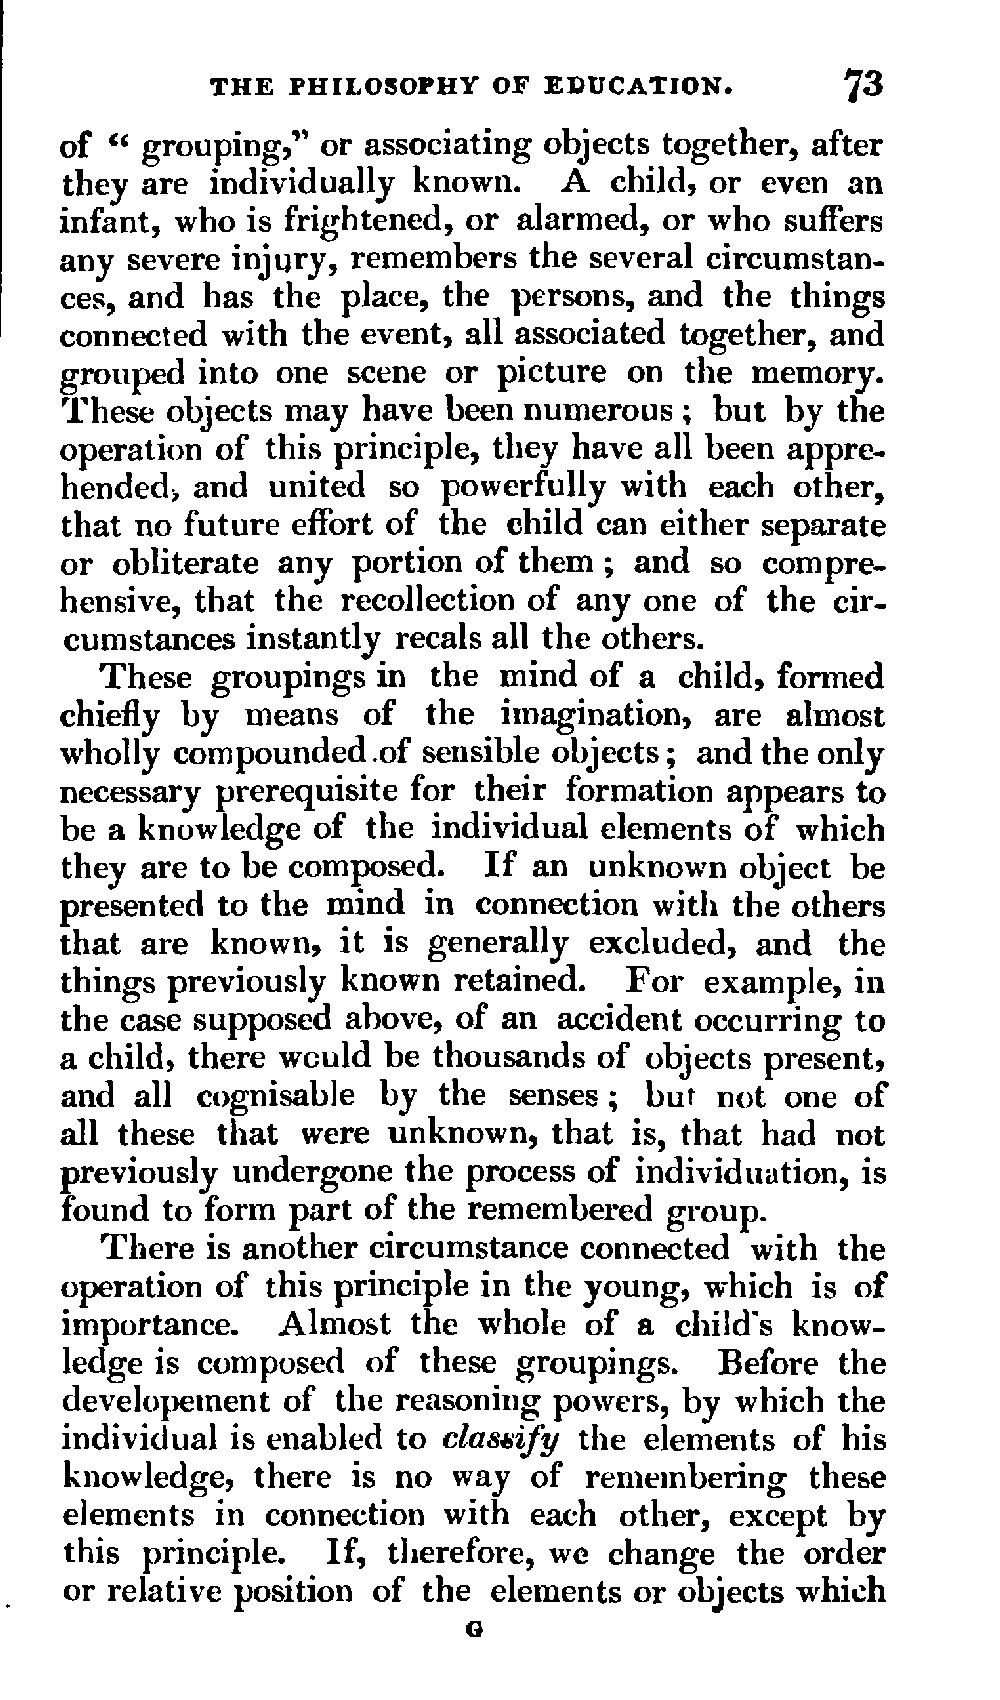 THE PHILOSOPHY OF EDUCATION. 73
of “ grouping,” or associating objects together, after
they are individually known. A child, or even an
infant, who is frightened, or alarmed, or who suffers
any severe injury, remembers the several circumstan-
ces, and has the place, the persons, and the things
connected with the event, all associated together, and
grouped into one scene or picture on the memory.
These objects may have been numerous ; but by the
operation of this principle, they have all been appre-
hended, and united so powerfully with each other,
that no future effort of the child can either separate
or obliterate any portion of them ; and so compre-
hensive, that the recollection of any one of the cir-
cumstances instantly recals all the others.
These groupings in the mind of a child, formed
chiefly by means of the imagination, are almost
wholly compounded of sensible objects ; and the only
necessary prerequisite for their formation appears to
be a knowledge of the individual elements of which
they are to be composed. If an unknown object be
presented to the mind in connection with the others
that are known, it is generally excluded, and the
things previously known retained. For example, in
the case supposed above, of an accident occurring to
a child, there would be thousands of objects present,
and all cognisable by the senses ; but not one of
all these that were unknown, that is, that had not
previously undergone the process of individuation, is
found to form part of the remembered group.
There is another circumstance connected with the
operation of this principle in the young, which is of
importance. Almost the whole of a child's know-
ledge is composed of these groupings. Before the
developement of the reasoning powers, by which the
individual is enabled to classify the elements of his
knowledge, there is no way of remembering these
elements in connection with each other, except by
this principle. If, therefore, we change the order
or relative position of the elements or objects which
G